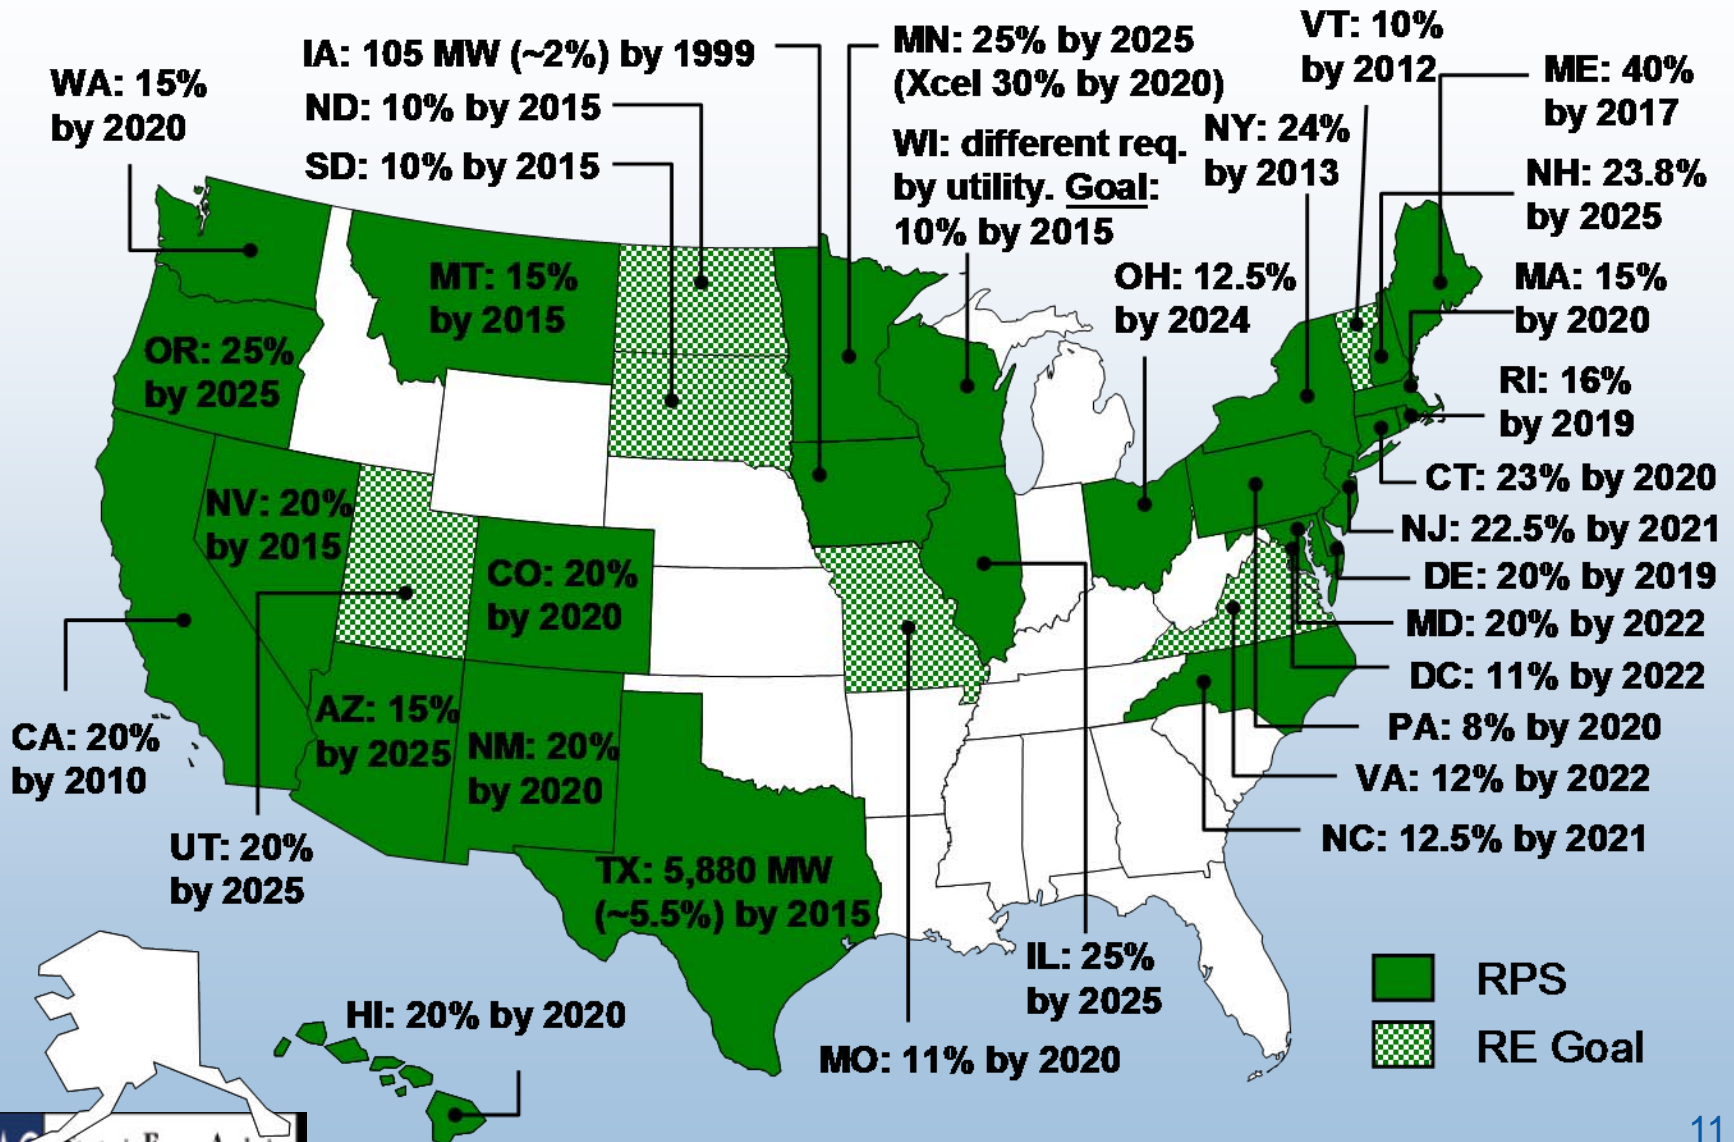 IA: 105 MW (~2%) by 1999
ND: 10% by 2015
SD: 10% by 2015
WA: 15%
by 2020
MN: 25% by 2025
(Xcel 30% by 2020)
WI: different req.
by utility. Goal:
10% by 2015
VT: 10%
by 2012
NY: 24%
by 2013
ME: 40%
by 2017
NH: 23.8%
by 2025
MA: 15%
by 2020
RI: 16%
by 2019
CT: 23% by 2020
NJ: 22.5% by 2021
DE: 20% by 2019
MD: 20% by 2022
DC: 11% by 2022
PA: 8% by 2020
VA: 12% by 2022
NC: 12.5% by 2021
OH: 12.5%
by 2024
MT: 15%
by 2015
OR: 25%
by 2025
NV: 20%
by 2015
CO: 20%
by 2020
CA: 20%
by 2010
AZ: 15%
by 2025
NM: 20%
by 2020
UT: 20%
by 2025
TX: 5,880 MW
(~5.5%) by 2015
IL: 25%
by 2025
MO: 11% by 2020
HI: 20% by 2020
RPS
RE Goal
11